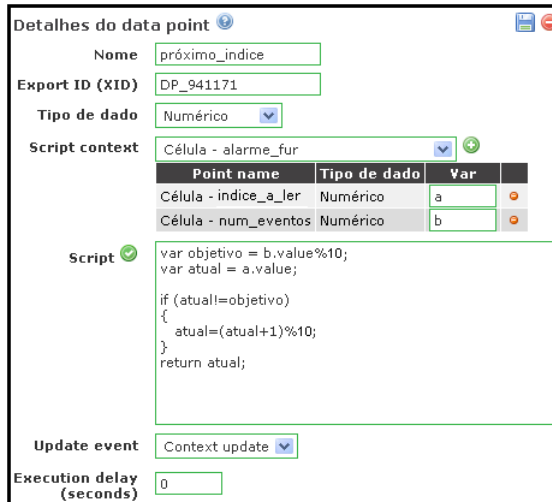 Detalhes do data point
Nome próximo_indice
Export ID (XID) DP_941171
Tipo de dado Numérico
Script context Célula - alarme_fur
Point name Tipo de dado Var
Célula - indice_a_ler Numérico a
Célula - num_eventos Numérico b
Script var objetivo = b.value%10;
var atual = a.value;
if (atual!=objetivo)
{
atual=(atual+1)%10;
}
return atual;
Update event Context update
Execution delay
(seconds) 0